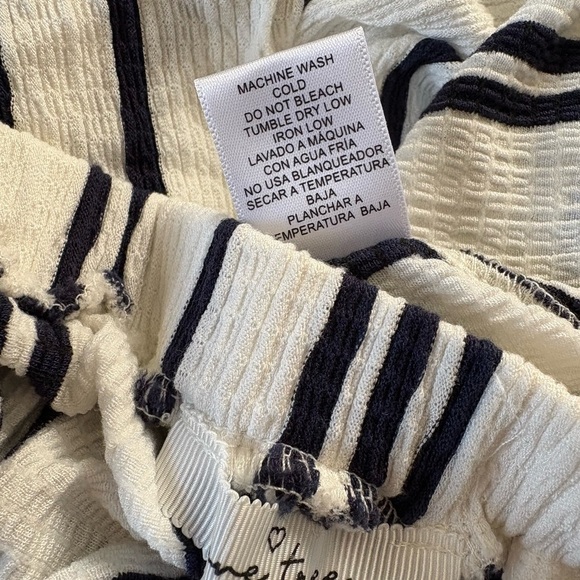 MACHINE WASH
COLD
DO NOT BLEACH
TUMBLE DRY LOW
IRON LOW
LAVADO A MÁQUINA
CON AGUA FRÍA
NO USA BLANQUEADOR
SECAR A TEMPERATURA
BAJA
PLANCHAR A
TEMPERATURA BAJA